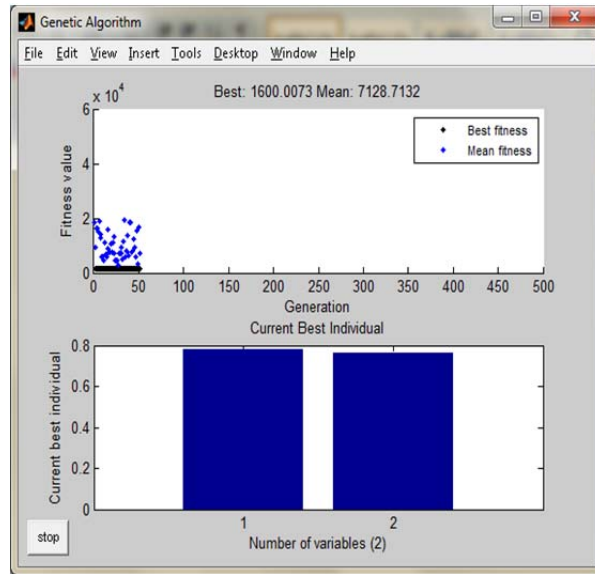 Genetic Algorithm
File Edit View Insert Tools Desktop Window Help
x 10^4
Best: 1600.0073 Mean: 7128.7132
Best fitness
Mean fitness
Fitness value
6
4
2
0
0 50 100 150 200 250 300 350 400 450 500
Generation
Current Best Individual
Current best individual
0.8
0.6
0.4
0.2
0
1 2
Number of variables (2)
stop